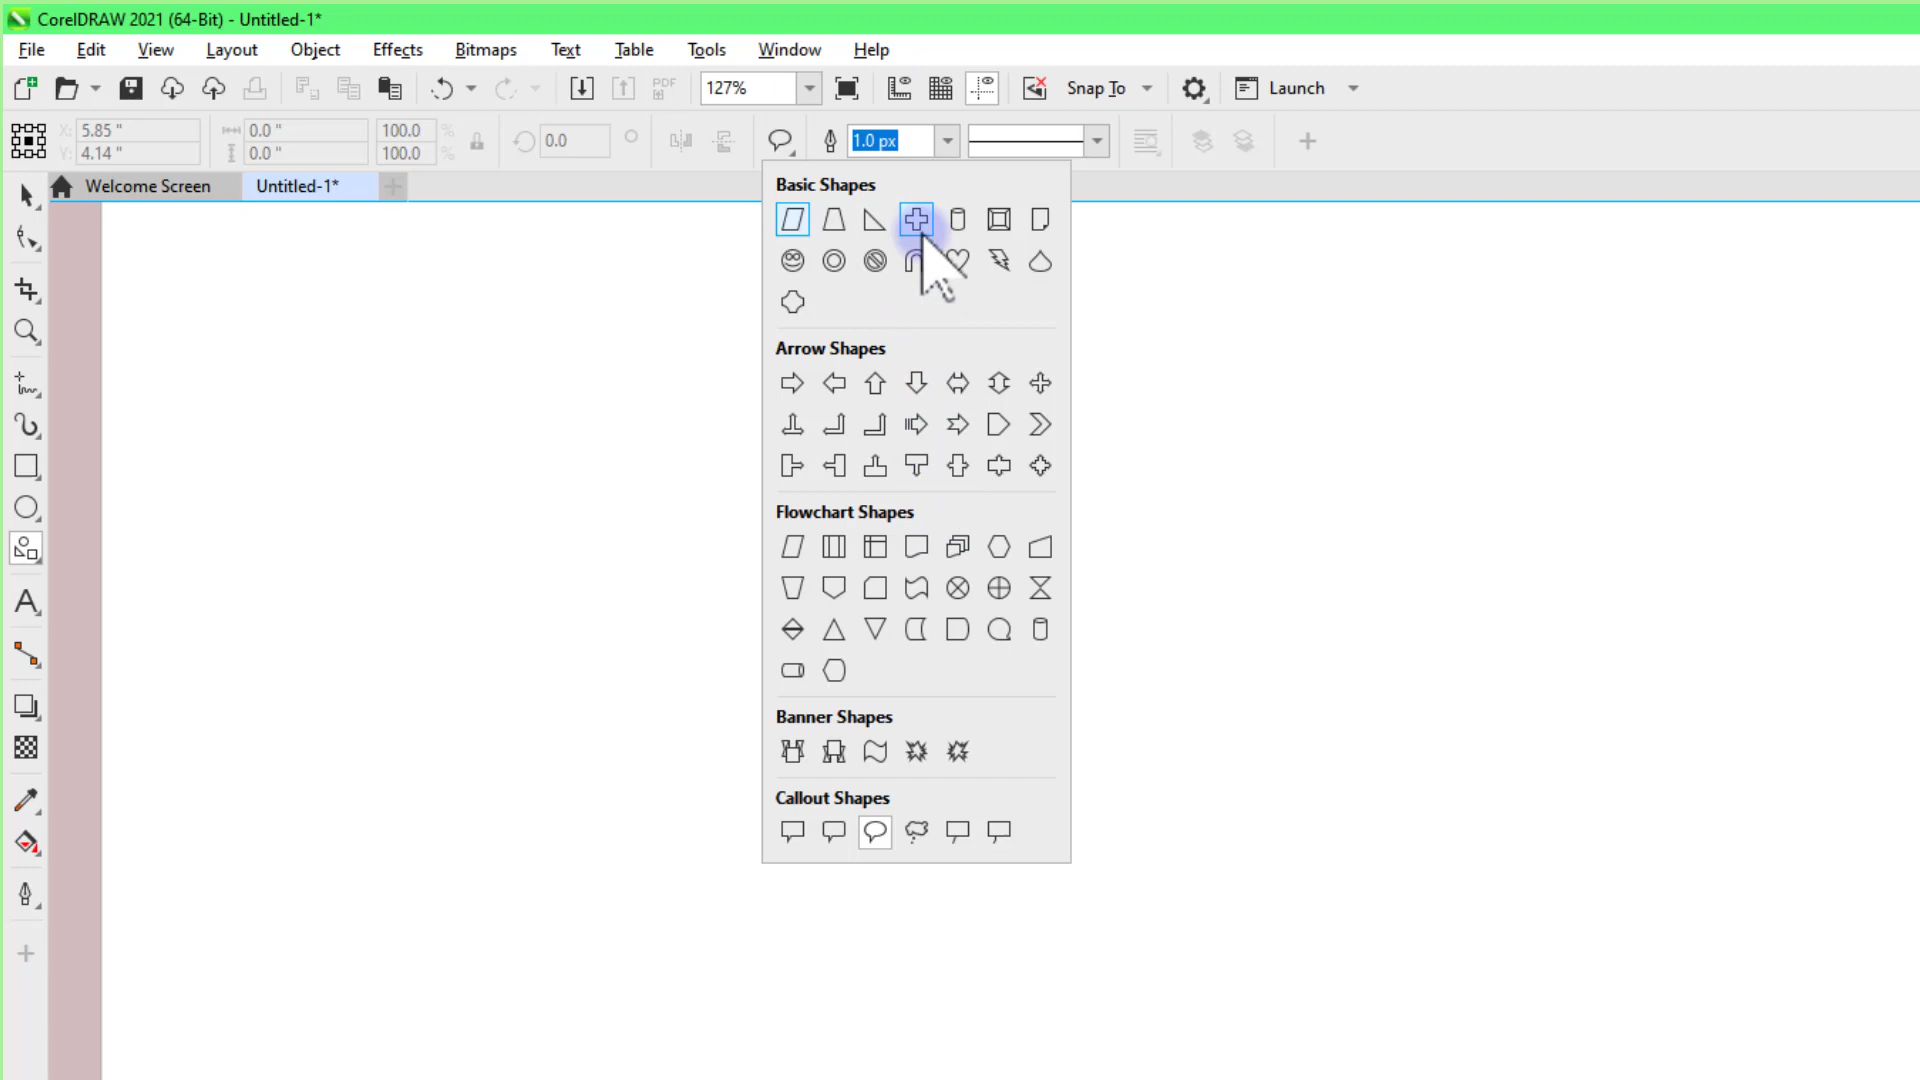 CorelDRAW 2021 (64-Bit) - Untitled-1*
File Edit View Layout Object Effects Bitmaps Text Table Tools Window Help
PDF 127% Snap To Launch
X: 5.85 " 0.0 " 100.0 % 0.0 1.0 px
Y: 4.14 " 0.0 " 100.0 %
Welcome Screen Untitled-1*
Basic Shapes
Arrow Shapes
Flowchart Shapes
Banner Shapes
Callout Shapes